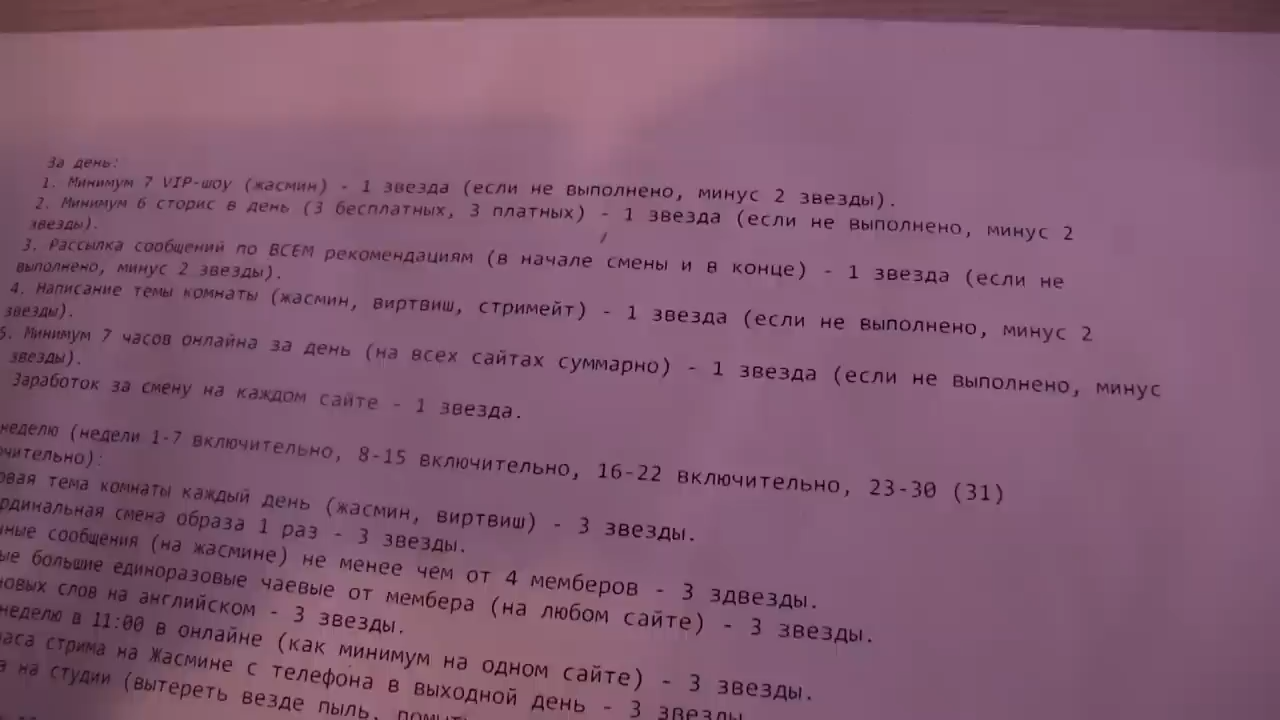 За день:
1. Минимум 7 VIP-шоу (жасмин) - 1 звезда (если не выполнено, минус 2 звезды).
2. Минимум 6 сторис в день (3 бесплатных, 3 платных) - 1 звезда (если не выполнено, минус 2
звезды).
3. Рассылка сообщений по ВСЕМ рекомендациям (в начале смены и в конце) - 1 звезда (если не
выполнено, минус 2 звезды).
4. Написание темы комнаты (жасмин, виртвиш, стримейт) - 1 звезда (если не выполнено, минус 2
звезды).
5. Минимум 7 часов онлайна за день (на всех сайтах суммарно) - 1 звезда (если не выполнено, минус
звезды).
Заработок за смену на каждом сайте - 1 звезда.
неделю (недели 1-7 включительно, 8-15 включительно, 16-22 включительно, 23-30 (31)
чительно):
овая тема комнаты каждый день (жасмин, виртвиш) - 3 звезды.
рдинальная смена образа 1 раз - 3 звезды.
ные сообщения (на жасмине) не менее чем от 4 мемберов - 3 здвезды.
ые большие единоразовые чаевые от мембера (на любом сайте) - 3 звезды.
новых слов на английском - 3 звезды.
неделю в 11:00 в онлайне (как минимум на одном сайте) - 3 звезды.
часа стрима на Жасмине с телефона в выходной день - 3 звезды
а на студии (вытереть везде пыль,